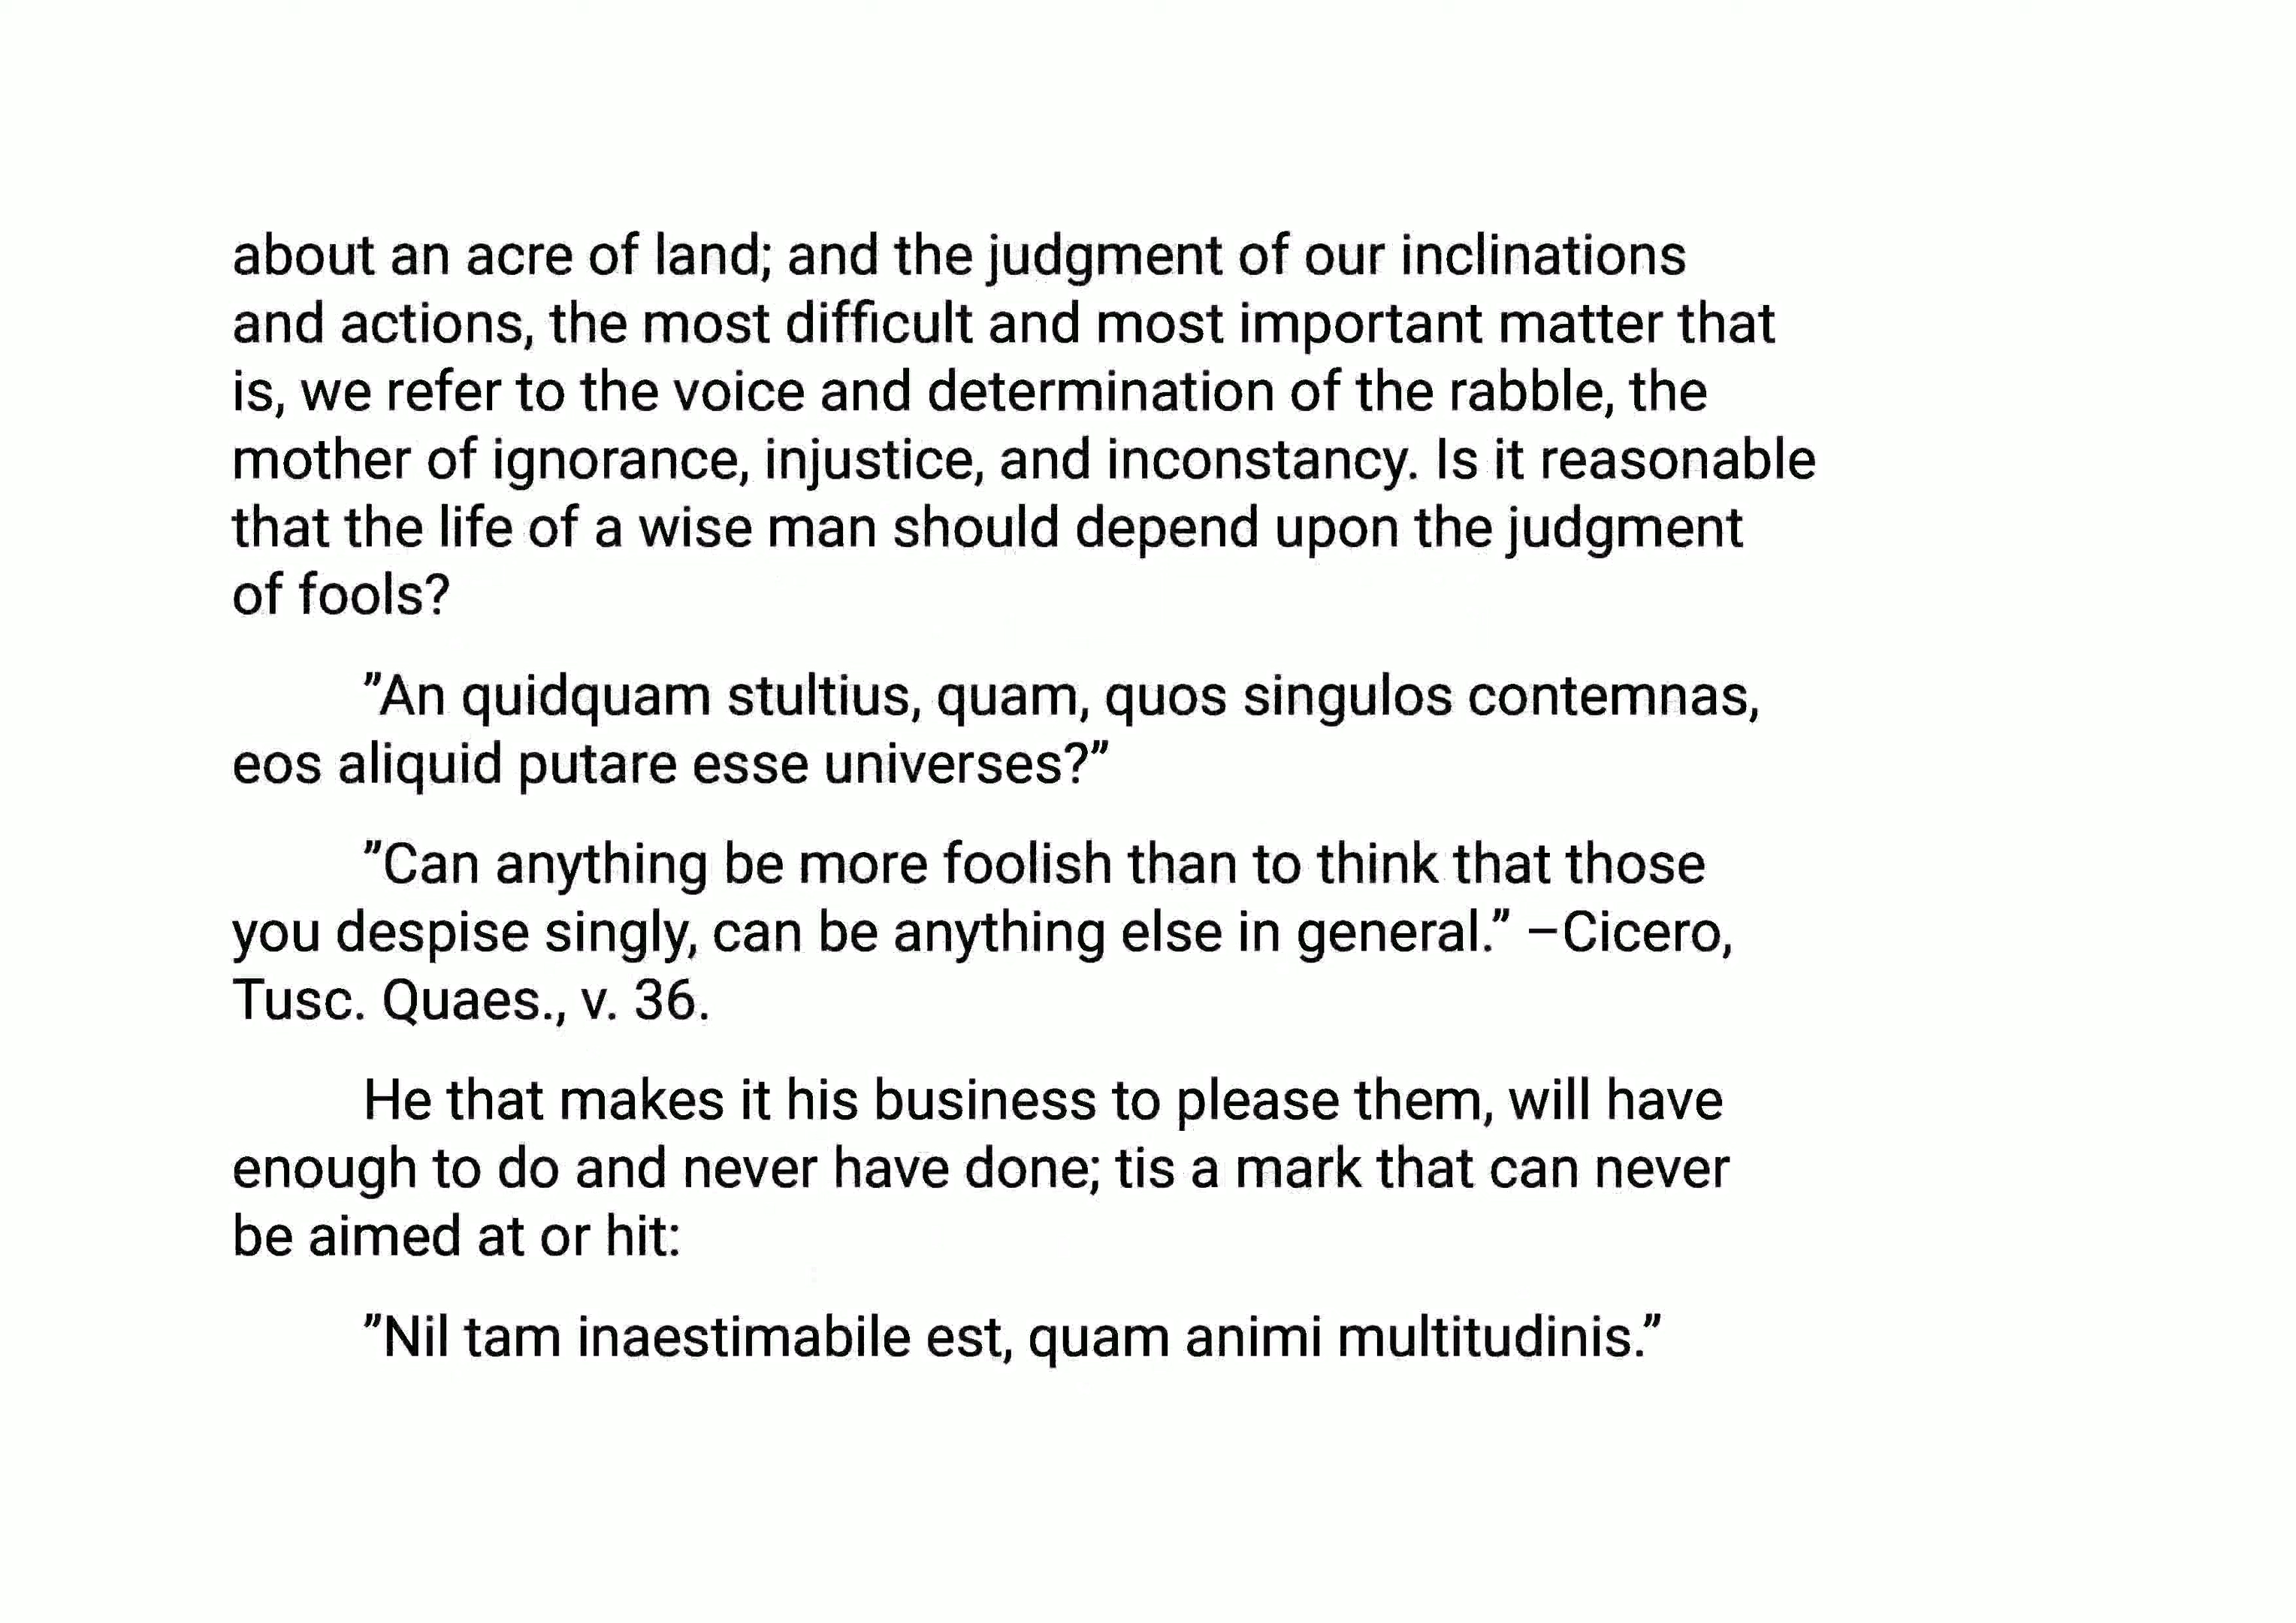 about an acre of land; and the judgment of our inclinations
and actions, the most difficult and most important matter that
is, we refer to the voice and determination of the rabble, the
mother of ignorance, injustice, and inconstancy. Is it reasonable
that the life of a wise man should depend upon the judgment
of fools?
”An quidquam stultius, quam, quos singulos contemnas,
eos aliquid putare esse universes?”
”Can anything be more foolish than to think that those
you despise singly, can be anything else in general.” –Cicero,
Tusc. Quaes., v. 36.
He that makes it his business to please them, will have
enough to do and never have done; tis a mark that can never
be aimed at or hit:
”Nil tam inaestimabile est, quam animi multitudinis.”